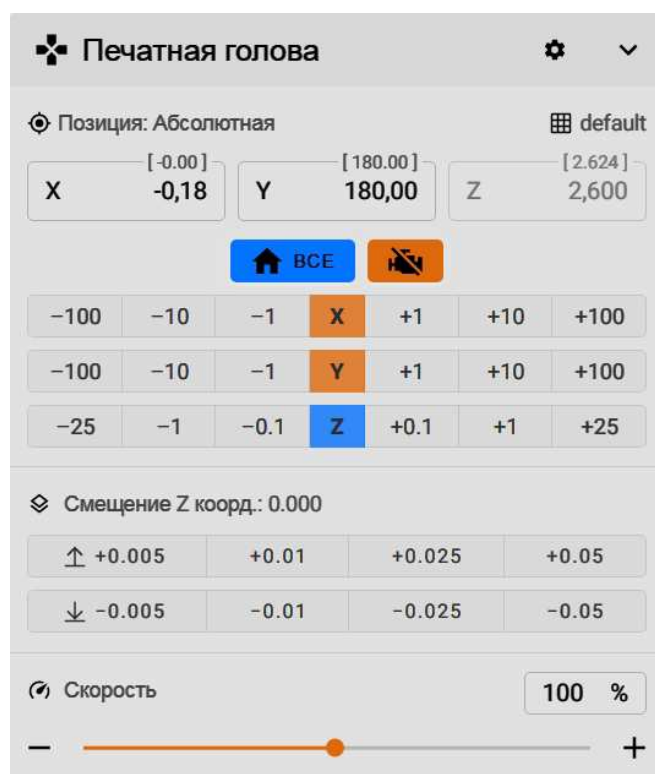 Печатная голова
Позиция: Абсолютная default
[ -0.00 ] [ 180.00 ] [ 2.624 ]
X -0,18 Y 180,00 Z 2,600
ВСЕ
−100 −10 −1 X +1 +10 +100
−100 −10 −1 Y +1 +10 +100
−25 −1 −0.1 Z +0.1 +1 +25
Смещение Z коорд.: 0.000
+0.005 +0.01 +0.025 +0.05
−0.005 −0.01 −0.025 −0.05
Скорость 100 %